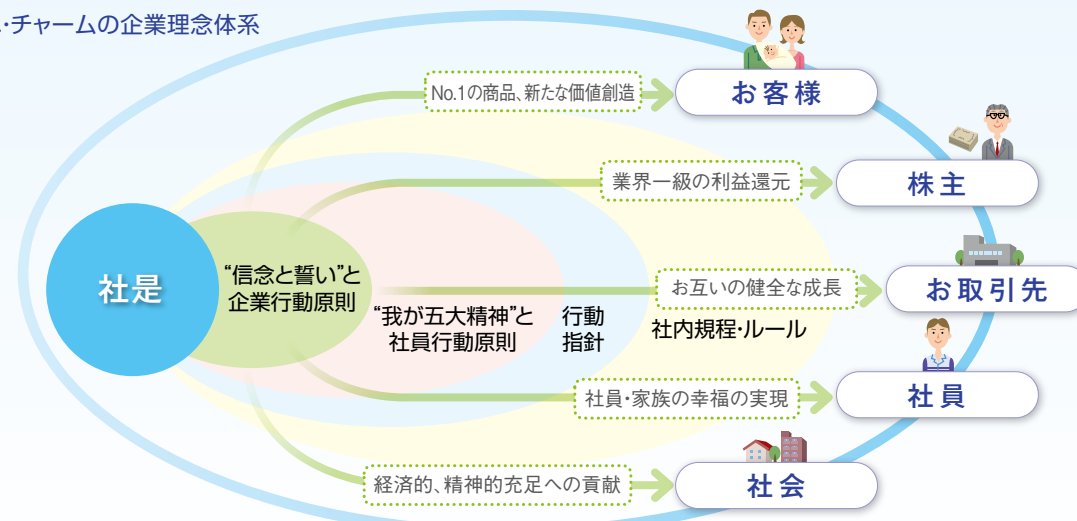 ・チャームの企業理念体系
No.1の商品、新たな価値創造
お客様
業界一級の利益還元
株主
社是
“信念と誓い”と
企業行動原則
お互いの健全な成長
お取引先
“我が五大精神”と
社員行動原則
行動
指針
社内規程・ルール
社員・家族の幸福の実現
社員
経済的、精神的充足への貢献
社会